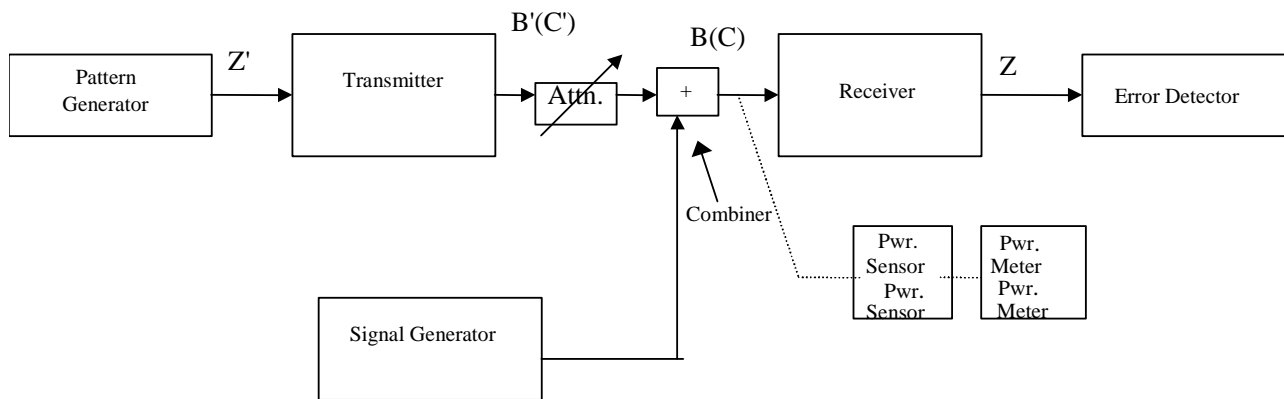 B'(C')
B(C)
Z'
Z
Pattern
Generator
Transmitter
Attn.
+
Receiver
Error Detector
Combiner
Pwr.
Sensor
Pwr.
Sensor
Pwr.
Meter
Pwr.
Meter
Signal Generator